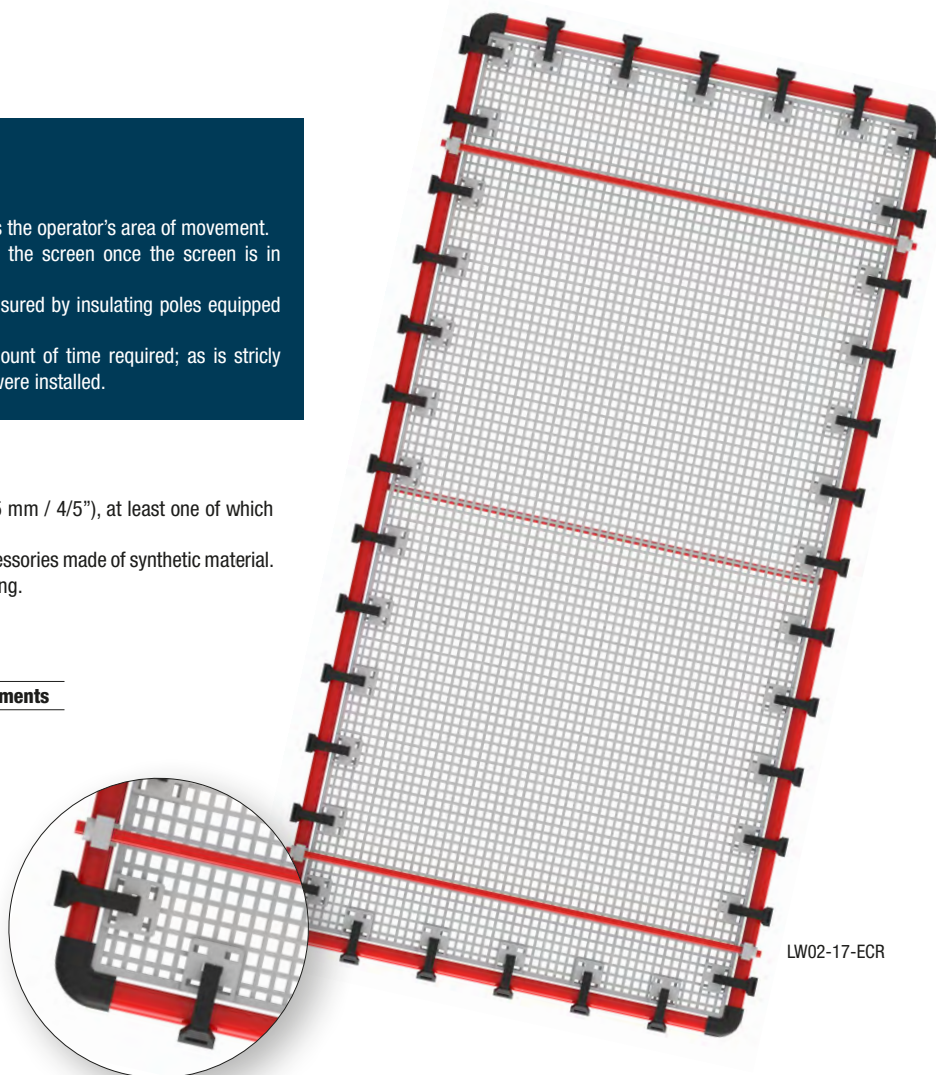 s the operator’s area of movement.
the screen once the screen is in
sured by insulating poles equipped
ount of time required; as is stricly
were installed.
5 mm / 4/5”), at least one of which
essories made of synthetic material.
ng.
ments
LW02-17-ECR